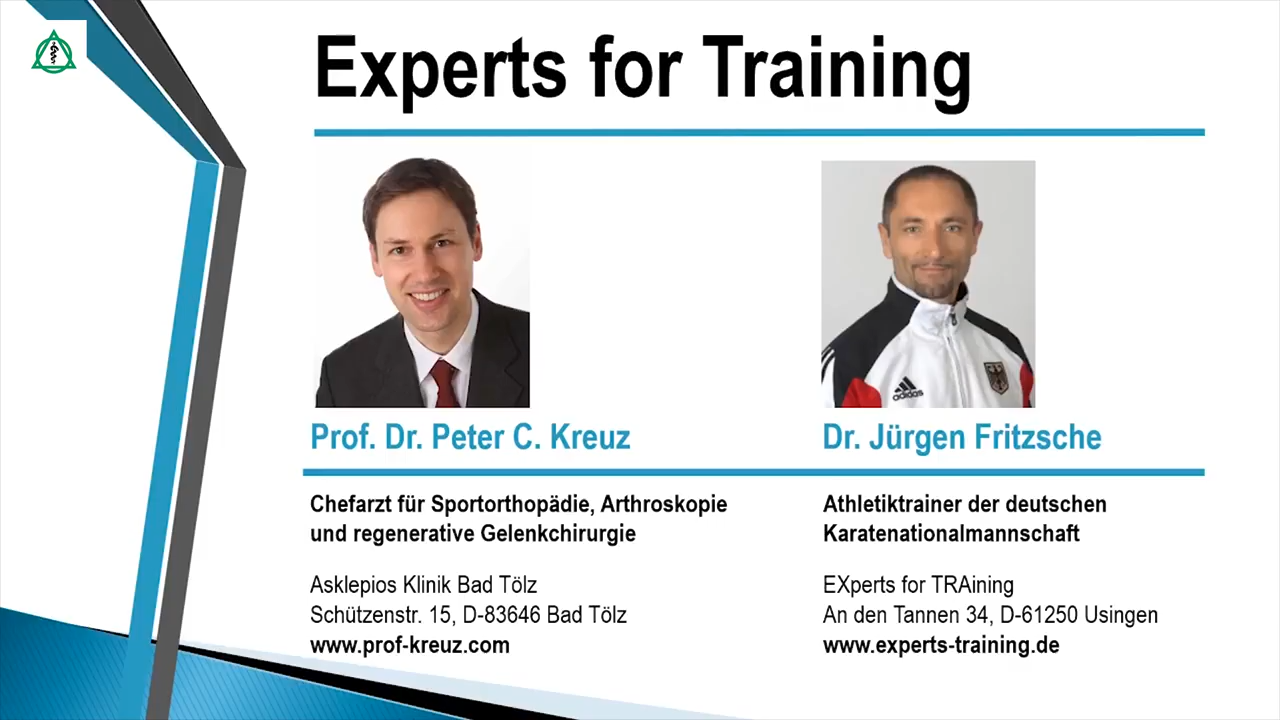 Experts for Training
adidas
Prof. Dr. Peter C. Kreuz
Chefarzt für Sportorthopädie, Arthroskopie
und regenerative Gelenkchirurgie
Asklepios Klinik Bad Tölz
Schützenstr. 15, D-83646 Bad Tölz
www.prof-kreuz.com
Dr. Jürgen Fritzsche
Athletiktrainer der deutschen
Karatenationalmannschaft
EXperts for TRAining
An den Tannen 34, D-61250 Usingen
www.experts-training.de